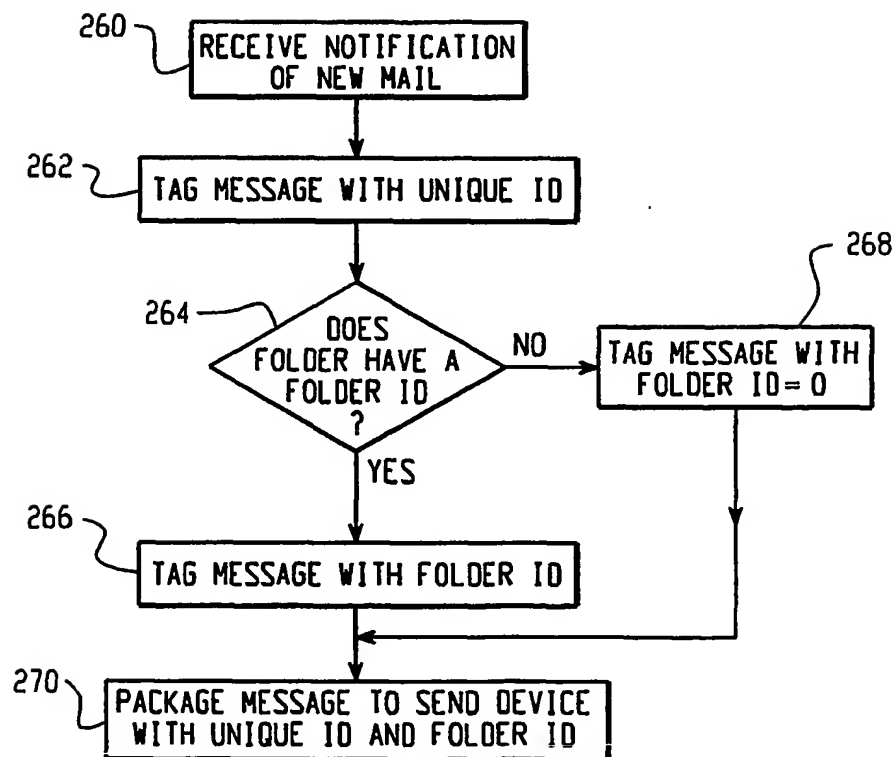 260
RECEIVE NOTIFICATION
OF NEW MAIL
262
TAG MESSAGE WITH UNIQUE ID
264
DOES
FOLDER HAVE A
FOLDER ID
?
NO
268
TAG MESSAGE WITH
FOLDER ID=0
YES
266
TAG MESSAGE WITH FOLDER ID
270
PACKAGE MESSAGE TO SEND DEVICE
WITH UNIQUE ID AND FOLDER ID